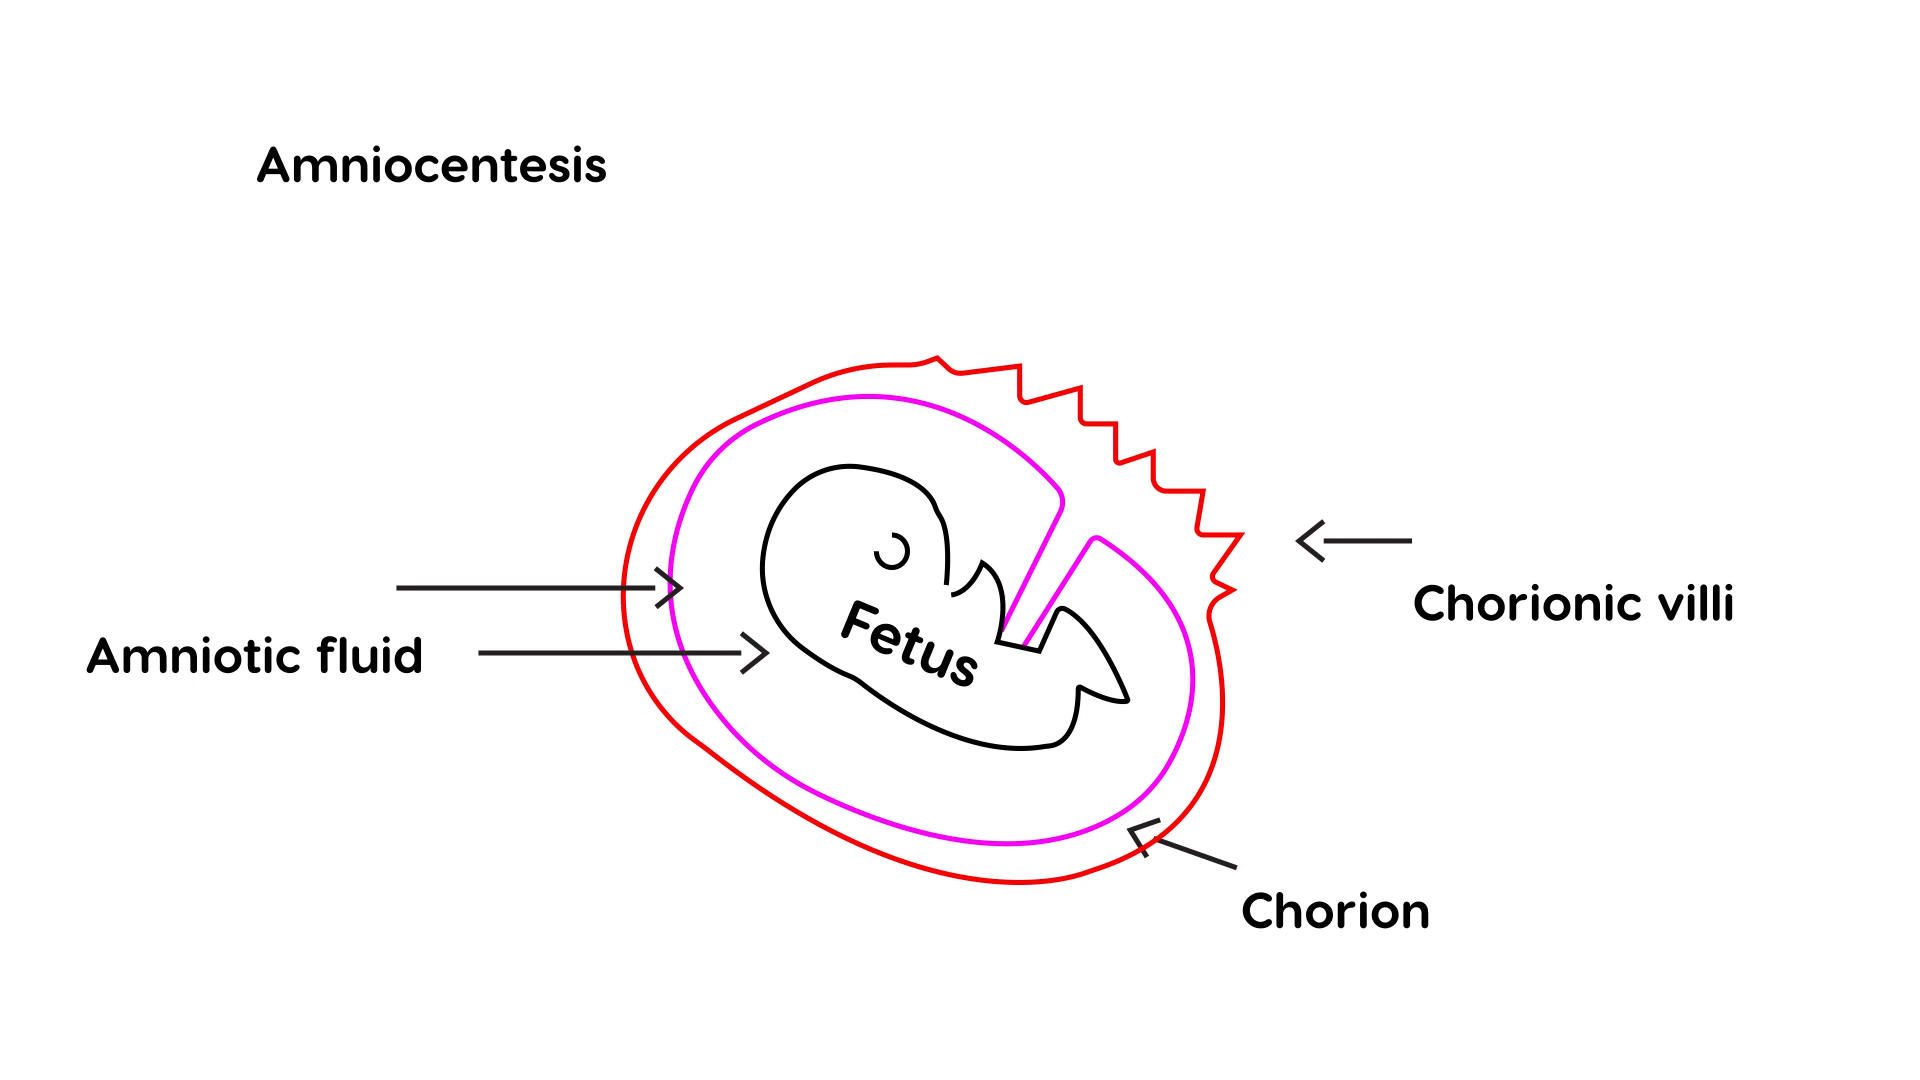 Amniocentesis
Fetus
Amniotic fluid
Chorionic villi
Chorion